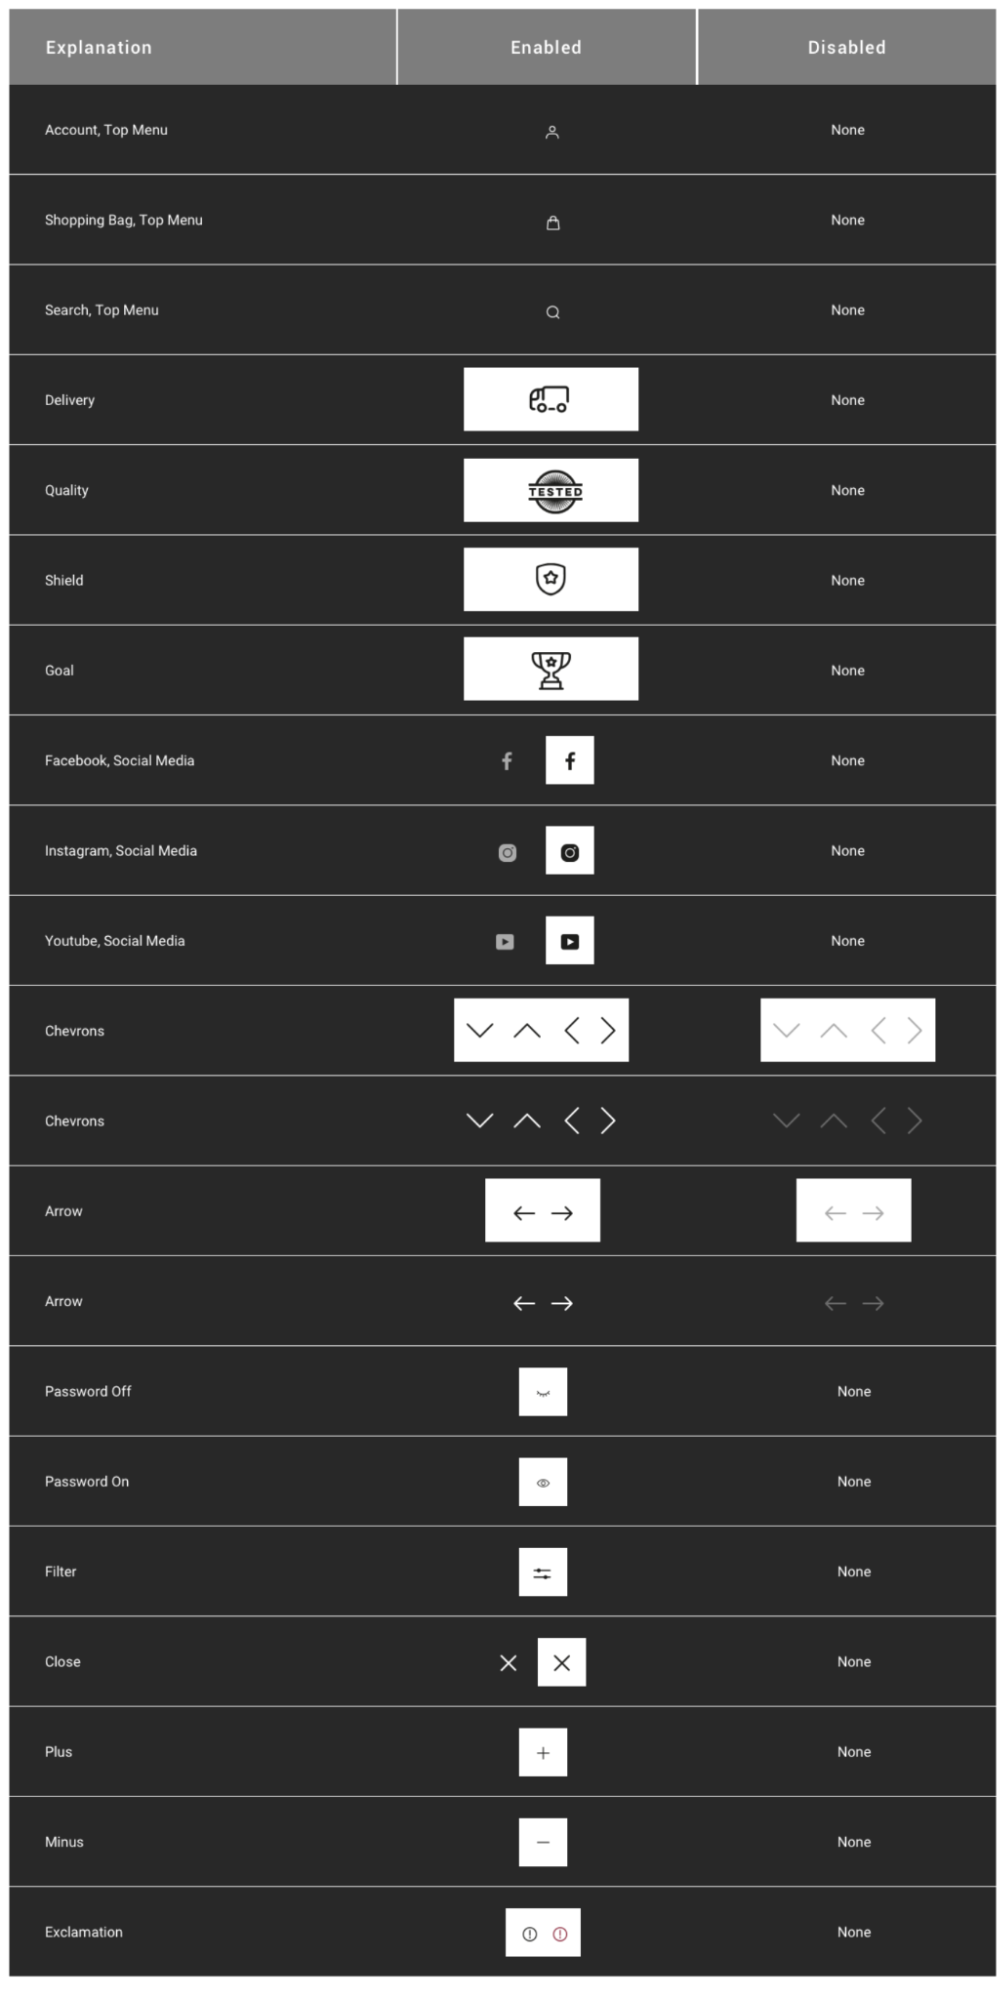 Explanation Enabled Disabled
Account, Top Menu None
Shopping Bag, Top Menu None
Search, Top Menu None
Delivery None
Quality TESTED None
Shield None
Goal None
Facebook, Social Media None
Instagram, Social Media None
Youtube, Social Media None
Chevrons
Chevrons
Arrow
Arrow
Password Off None
Password On None
Filter None
Close None
Plus None
Minus None
Exclamation None